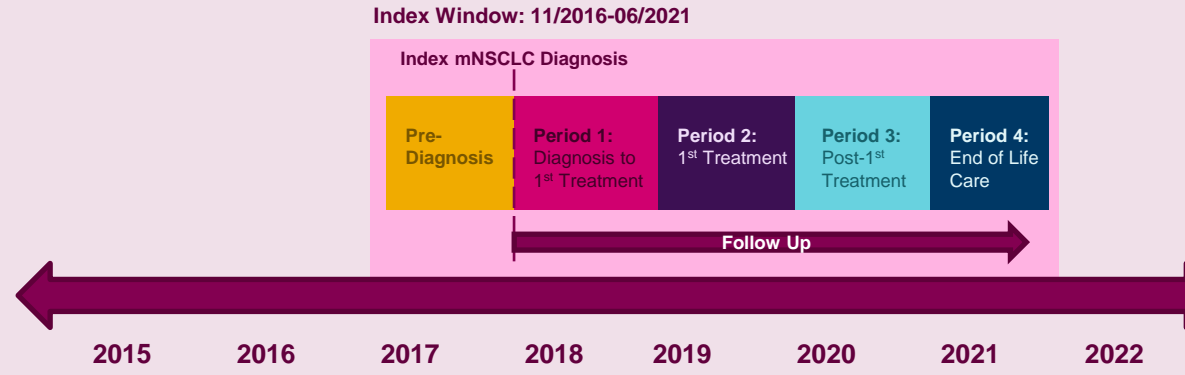 Index Window: 11/2016-06/2021
Index mNSCLC Diagnosis
Pre-
Diagnosis
Period 1:
Diagnosis to
1st Treatment
Period 2:
1st Treatment
Period 3:
Post-1st
Treatment
Period 4:
End of Life
Care
Follow Up
2015 2016 2017 2018 2019 2020 2021 2022